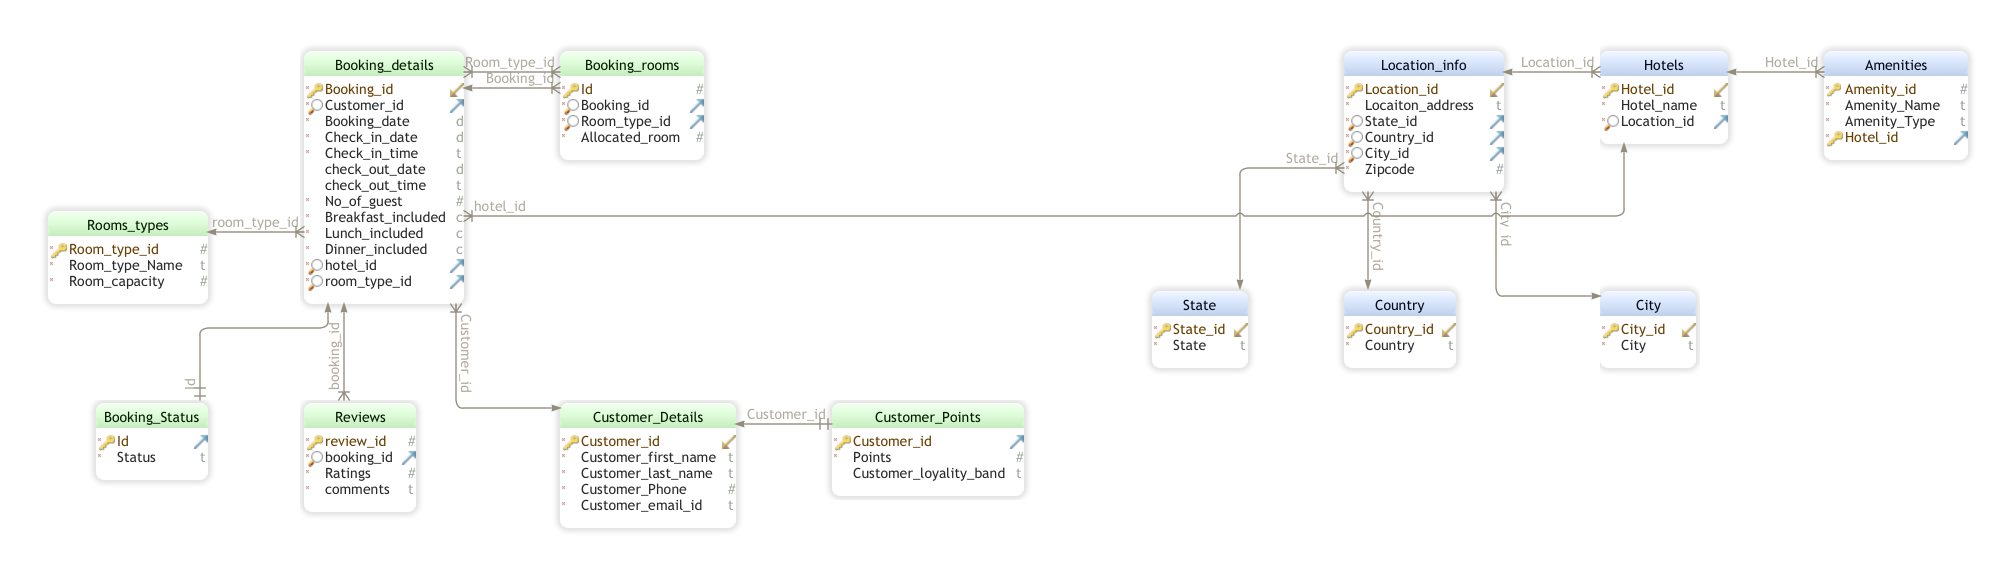 Booking_details
Booking_id
Customer_id
Booking_date d
Check_in_date d
Check_in_time t
check_out_date d
check_out_time t
No_of_guest #
Breakfast_included c
Lunch_included c
Dinner_included c
hotel_id
room_type_id
Room_type_id
Booking_id
Booking_rooms
Id #
Booking_id
Room_type_id
Allocated_room #
Location_info
Location_id
Locaiton_address t
State_id
Country_id
City_id
Zipcode #
Location_id
Hotels
Hotel_id
Hotel_name t
Location_id
Hotel_id
Amenities
Amenity_id #
Amenity_Name t
Amenity_Type t
Hotel_id
State_id
hotel_id
Country_id
City_id
Rooms_types
Room_type_id #
Room_type_Name t
Room_capacity #
room_type_id
State
State_id
State t
Country
Country_id
Country t
City
City_id
City t
Id
booking_id
Customer_id
Booking_Status
Id
Status t
Reviews
review_id #
booking_id
Ratings #
comments t
Customer_Details
Customer_id
Customer_first_name t
Customer_last_name t
Customer_Phone #
Customer_email_id t
Customer_id
Customer_Points
Customer_id
Points #
Customer_loyality_band t